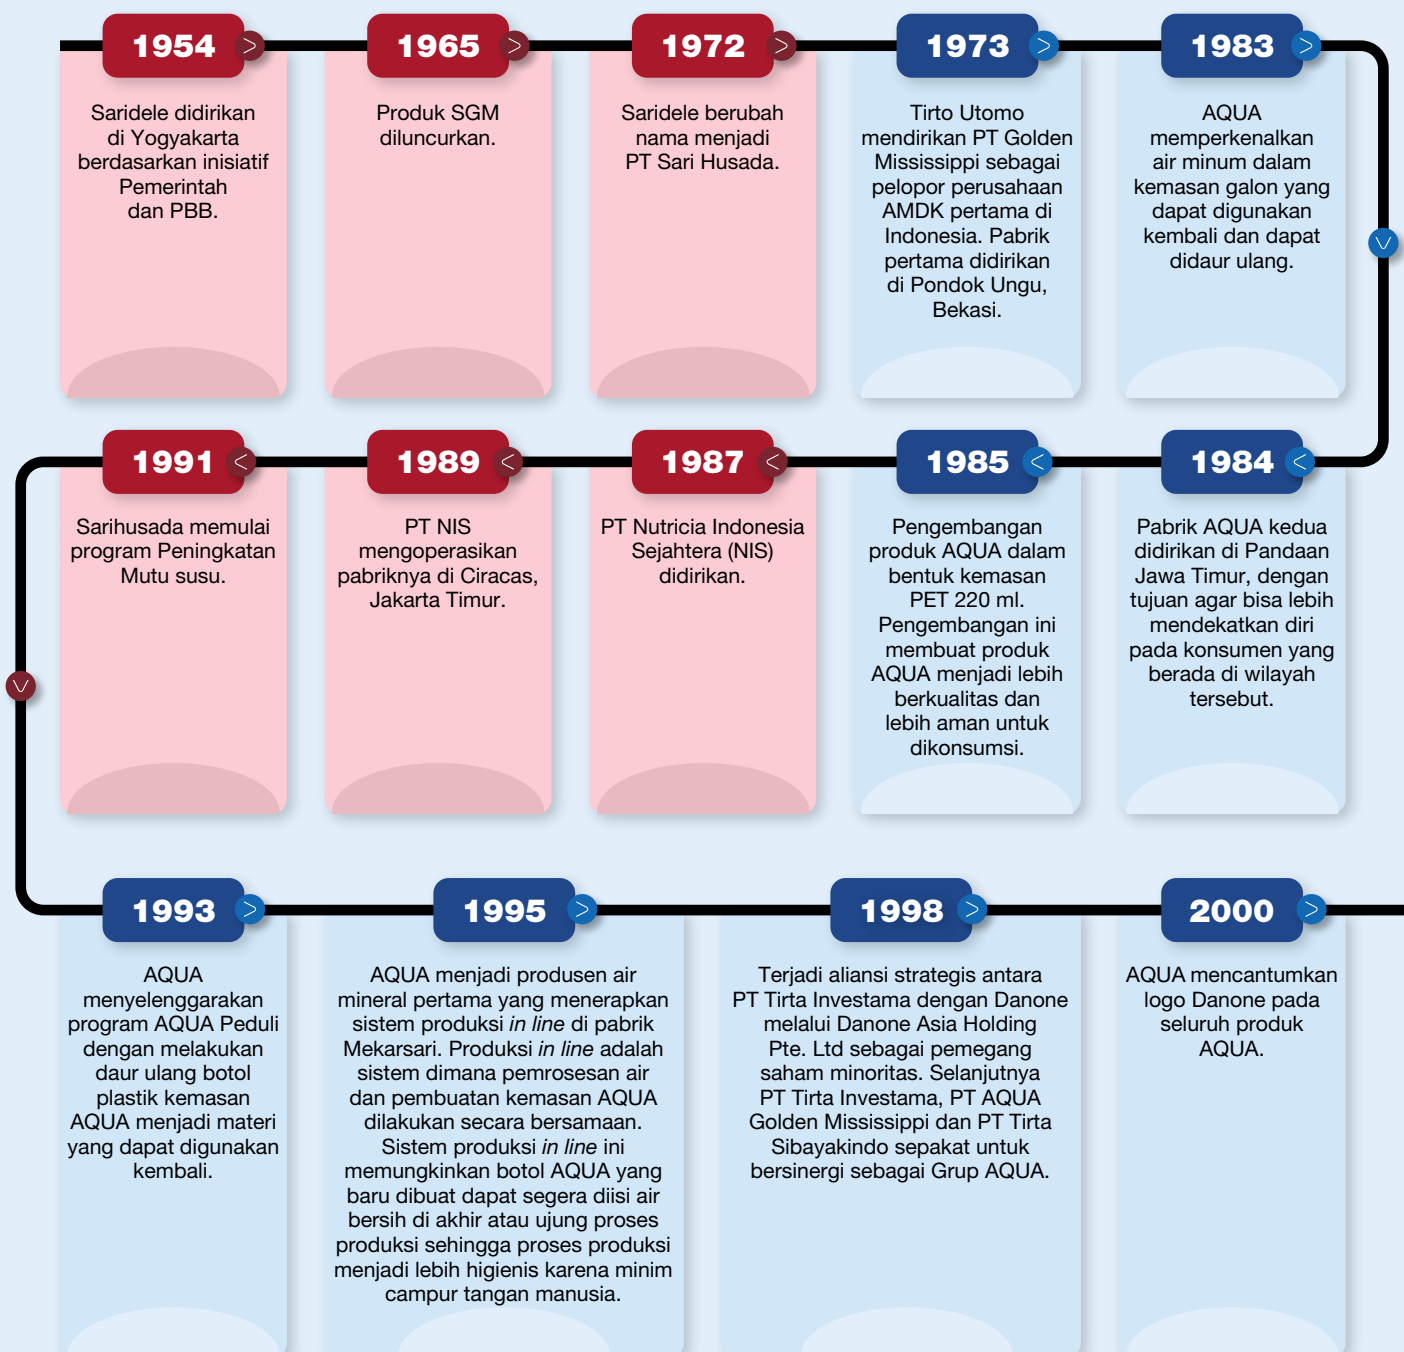 1954
Saridele didirikan
di Yogyakarta
berdasarkan inisiatif
Pemerintah
dan PBB.
1965
Produk SGM
diluncurkan.
1972
Saridele berubah
nama menjadi
PT Sari Husada.
1973
Tirto Utomo
mendirikan PT Golden
Mississippi sebagai
pelopor perusahaan
AMDK pertama di
Indonesia. Pabrik
pertama didirikan
di Pondok Ungu,
Bekasi.
1983
AQUA
memperkenalkan
air minum dalam
kemasan galon yang
dapat digunakan
kembali dan dapat
didaur ulang.
1984
Pabrik AQUA kedua
didirikan di Pandaan
Jawa Timur, dengan
tujuan agar bisa lebih
mendekatkan diri
pada konsumen yang
berada di wilayah
tersebut.
1985
Pengembangan
produk AQUA dalam
bentuk kemasan
PET 220 ml.
Pengembangan ini
membuat produk
AQUA menjadi lebih
berkualitas dan
lebih aman untuk
dikonsumsi.
1987
PT Nutricia Indonesia
Sejahtera (NIS)
didirikan.
1989
PT NIS
mengoperasikan
pabriknya di Ciracas,
Jakarta Timur.
1991
Sarihusada memulai
program Peningkatan
Mutu susu.
1993
AQUA
menyelenggarakan
program AQUA Peduli
dengan melakukan
daur ulang botol
plastik kemasan
AQUA menjadi materi
yang dapat digunakan
kembali.
1995
AQUA menjadi produsen air
mineral pertama yang menerapkan
sistem produksi in line di pabrik
Mekarsari. Produksi in line adalah
sistem dimana pemrosesan air
dan pembuatan kemasan AQUA
dilakukan secara bersamaan.
Sistem produksi in line ini
memungkinkan botol AQUA yang
baru dibuat dapat segera diisi air
bersih di akhir atau ujung proses
produksi sehingga proses produksi
menjadi lebih higienis karena minim
campur tangan manusia.
1998
Terjadi aliansi strategis antara
PT Tirta Investama dengan Danone
melalui Danone Asia Holding
Pte. Ltd sebagai pemegang
saham minoritas. Selanjutnya
PT Tirta Investama, PT AQUA
Golden Mississippi dan PT Tirta
Sibayakindo sepakat untuk
bersinergi sebagai Grup AQUA.
2000
AQUA mencantumkan
logo Danone pada
seluruh produk
AQUA.